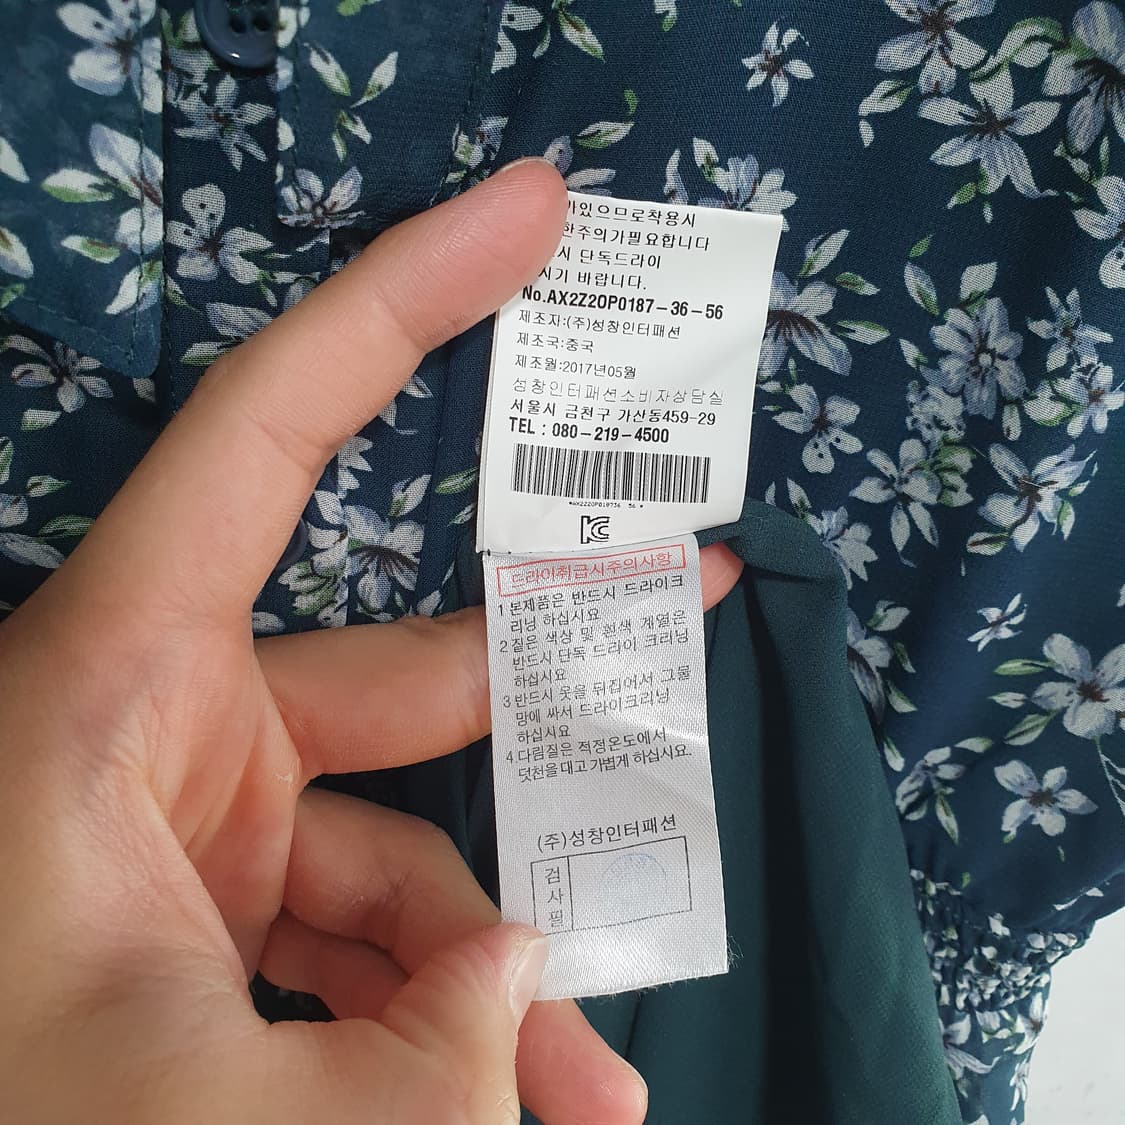 가있으므로착용시
한주의가필요합니다
시 단독드라이
시기 바랍니다.
No.AX2Z20P0187-36-56
제조자:(주)성창인터패션
제조국:중국
제조월:2017년05월
성창인터패션소비자상담실
서울시 금천구 가산동459-29
TEL : 080-219-4500
*AX2Z20P018736 56 *
KC
드라이취급시주의사항
1 본제품은 반드시 드라이크
리닝 하십시요
2 짙은 색상 및 흰색 계열은
반드시 단독 드라이 크리닝
하십시요
3 반드시 옷을 뒤집어서 그물
망에 싸서 드라이크리닝
하십시요
4.다림질은 적정온도에서
덧천을대고가볍게 하십시요.
(주)성창인터패션
검
사
필